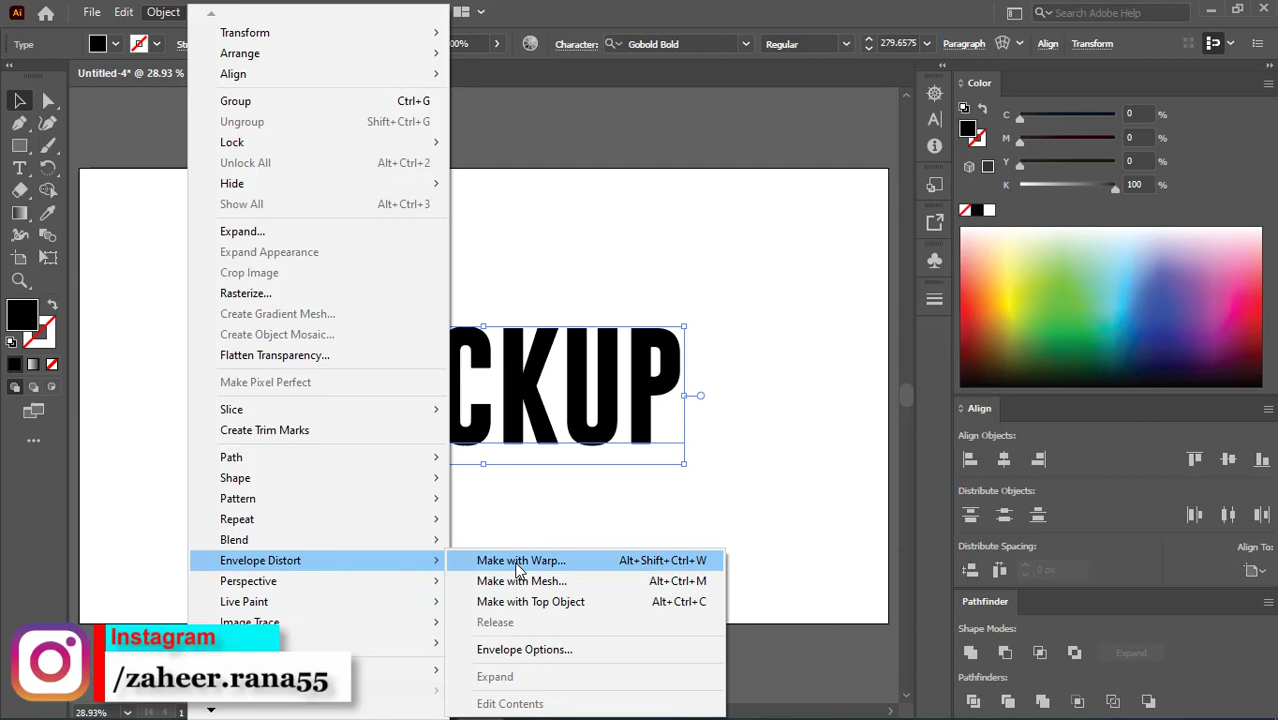 Ai File Edit Object Search Adobe Help
Type St 00% Character: Gobold Bold Regular 279.6575 Paragraph Align Transform
Untitled-4* @ 28.93 %
Transform
Arrange
Align
Group Ctrl+G
Ungroup Shift+Ctrl+G
Lock
Unlock All Alt+Ctrl+2
Hide
Show All Alt+Ctrl+3
Expand...
Expand Appearance
Crop Image
Rasterize...
Create Gradient Mesh...
Create Object Mosaic...
Flatten Transparency...
Make Pixel Perfect
Slice
Create Trim Marks
Path
Shape
Pattern
Repeat
Blend
Envelope Distort
Perspective
Live Paint
Image Trace
Make with Warp... Alt+Shift+Ctrl+W
Make with Mesh... Alt+Ctrl+M
Make with Top Object Alt+Ctrl+C
Release
Envelope Options...
Expand
Edit Contents
CKUP
Color
C 0 %
M 0 %
Y 0 %
K 100 %
Align
Align Objects:
Distribute Objects:
Distribute Spacing: Align To:
0 px
Pathfinder
Shape Modes:
Expand
Pathfinders:
Instagram
/zaheer.rana55
28.93% 1